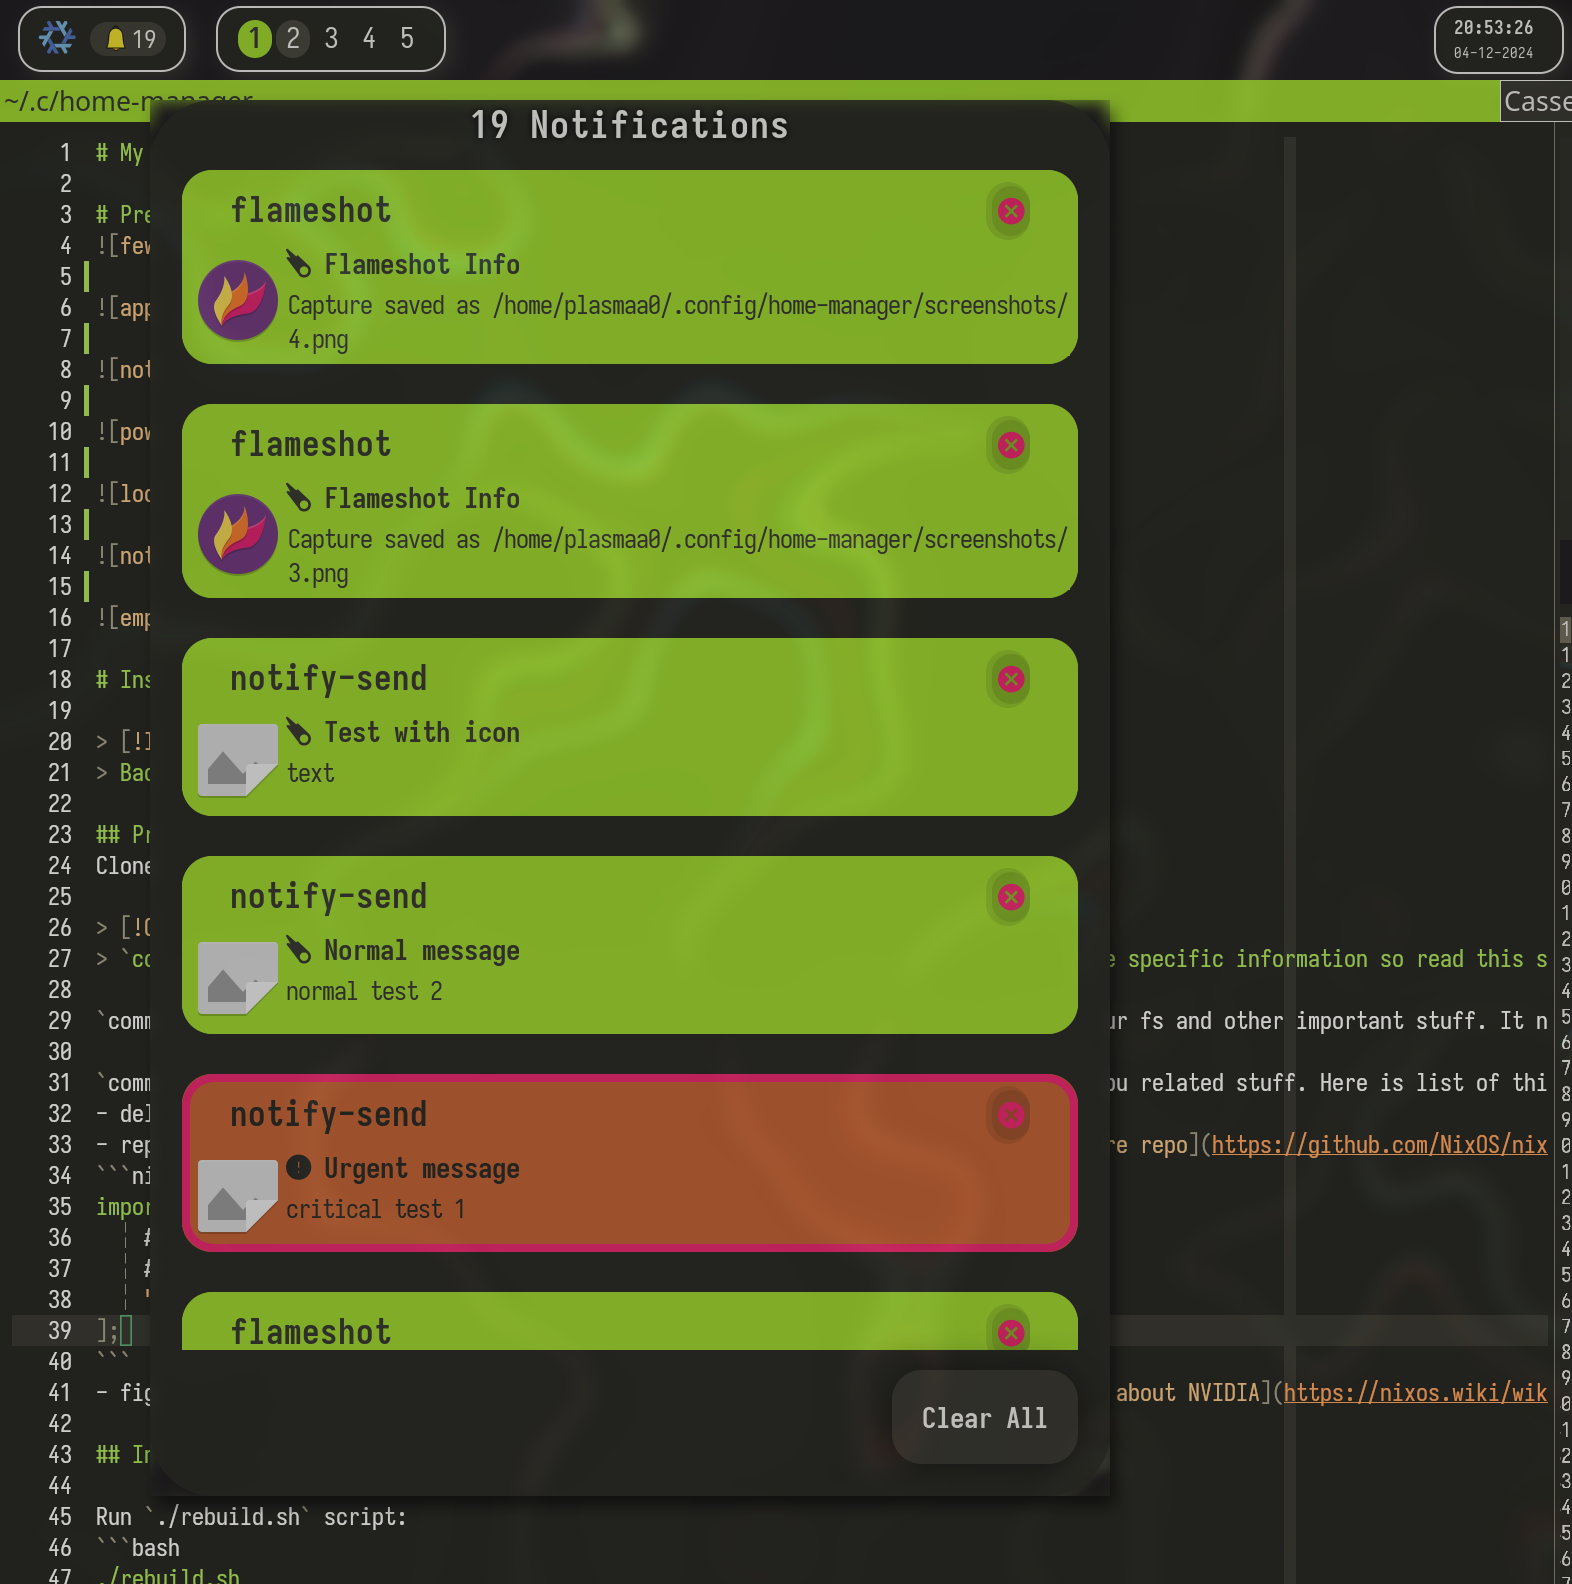 19
1 2 3 4 5
20:53:26
04-12-2024
~/.c/home-manager
19 Notifications
flameshot
Flameshot Info
Capture saved as /home/plasmaa0/.config/home-manager/screenshots/
4.png
flameshot
Flameshot Info
Capture saved as /home/plasmaa0/.config/home-manager/screenshots/
3.png
notify-send
Test with icon
text
notify-send
Normal message
normal test 2
notify-send
Urgent message
critical test 1
flameshot
Clear All
1 # My
2
3 # Pre
4 ![few
5
6 ![app
7
8 ![not
9
10 ![pow
11
12 ![loc
13
14 ![not
15
16 ![emp
17
18 # Ins
19
20 > [!I
21 > Bac
22
23 ## Pr
24 Clone
25
26 > [!
27 > `co specific information so read this s
28
29 `comm ur fs and other important stuff. It n
30
31 `comm ou related stuff. Here is list of thi
32 - del
33 - rep re repo](https://github.com/NixOS/nix
34 ```ni
35 impor
36 #
37 #
38 "
39 ];
40 ```
41 - fig about NVIDIA](https://nixos.wiki/wik
42
43 ## In
44
45 Run `./rebuild.sh` script:
46 ```bash
47 ./rebuild.sh